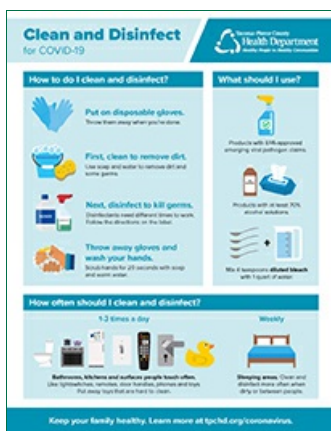 Clean and Disinfect
for COVID-19
Tacoma-Pierce County
Health Department
Healthy People in Healthy Communities
How to do I clean and disinfect?
Put on disposable gloves.
Throw them away when you're done.
First, clean to remove dirt.
Use soap and water to remove dirt and
some germs.
Next, disinfect to kill germs.
Disinfectants need different times to work.
Follow the directions on the label.
Throw away gloves and
wash your hands.
Scrub hands for 20 seconds with soap
and warm water.
What should I use?
Products with EPA-approved
emerging viral pathogen claims.
Products with at least 70%
alcohol solutions.
Mix 4 teaspoons diluted bleach
with 1 quart of water.
How often should I clean and disinfect?
1-2 times a day
Bathrooms, kitchens and surfaces people touch often.
Like lightswitches, remotes, door handles, phones and toys.
Put away toys that are hard to clean.
Weekly
Sleeping areas. Clean and
disinfect more often when
dirty or between people.
Keep your family healthy. Learn more at tpchd.org/coronavirus.